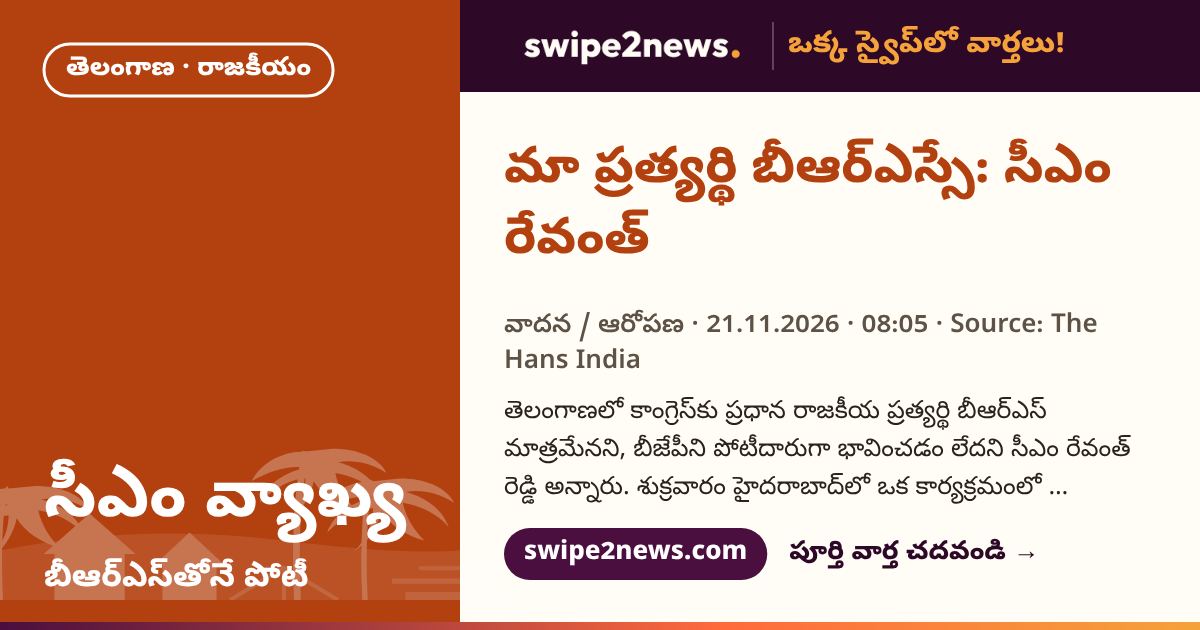 తెలంగాణ · రాజకీయం
సీఎం వ్యాఖ్య
బీఆర్ఎస్‌తోనే పోటీ
swipe2news.
ఒక్క స్వైప్‌లో వార్తలు!
మా ప్రత్యర్థి బీఆర్ఎస్సే: సీఎం
రేవంత్
వాదన / ఆరోపణ · 21.11.2026 · 08:05 · Source: The
Hans India
తెలంగాణలో కాంగ్రెస్‌కు ప్రధాన రాజకీయ ప్రత్యర్థి బీఆర్ఎస్
మాత్రమేనని, బీజేపీని పోటీదారుగా భావించడం లేదని సీఎం రేవంత్
రెడ్డి అన్నారు. శుక్రవారం హైదరాబాద్‌లో ఒక కార్యక్రమంలో ...
swipe2news.com
పూర్తి వార్త చదవండి →